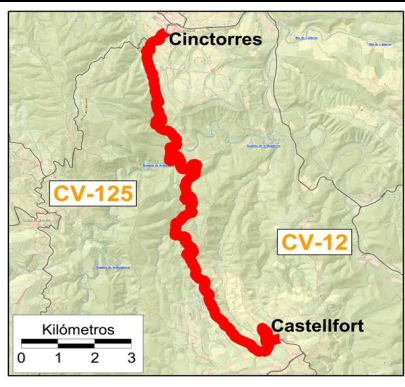 Cinctorres
CV-125
CV-12
Castellfort
Kilómetros
0 1 2 3